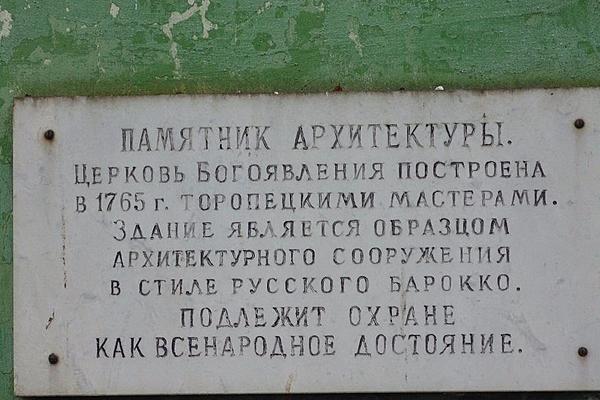 ПАМЯТНИК АРХИТЕКТУРЫ.
ЦЕРКОВЬ БОГОЯВЛЕНИЯ ПОСТРОЕНА
В 1765 г. ТОРОПЕЦКИМИ МАСТЕРАМИ.
ЗДАНИЕ ЯВЛЯЕТСЯ ОБРАЗЦОМ
АРХИТЕКТУРНОГО СООРУЖЕНИЯ
В СТИЛЕ РУССКОГО БАРОККО.
ПОДЛЕЖИТ ОХРАНЕ
КАК ВСЕНАРОДНОЕ ДОСТОЯНИЕ.